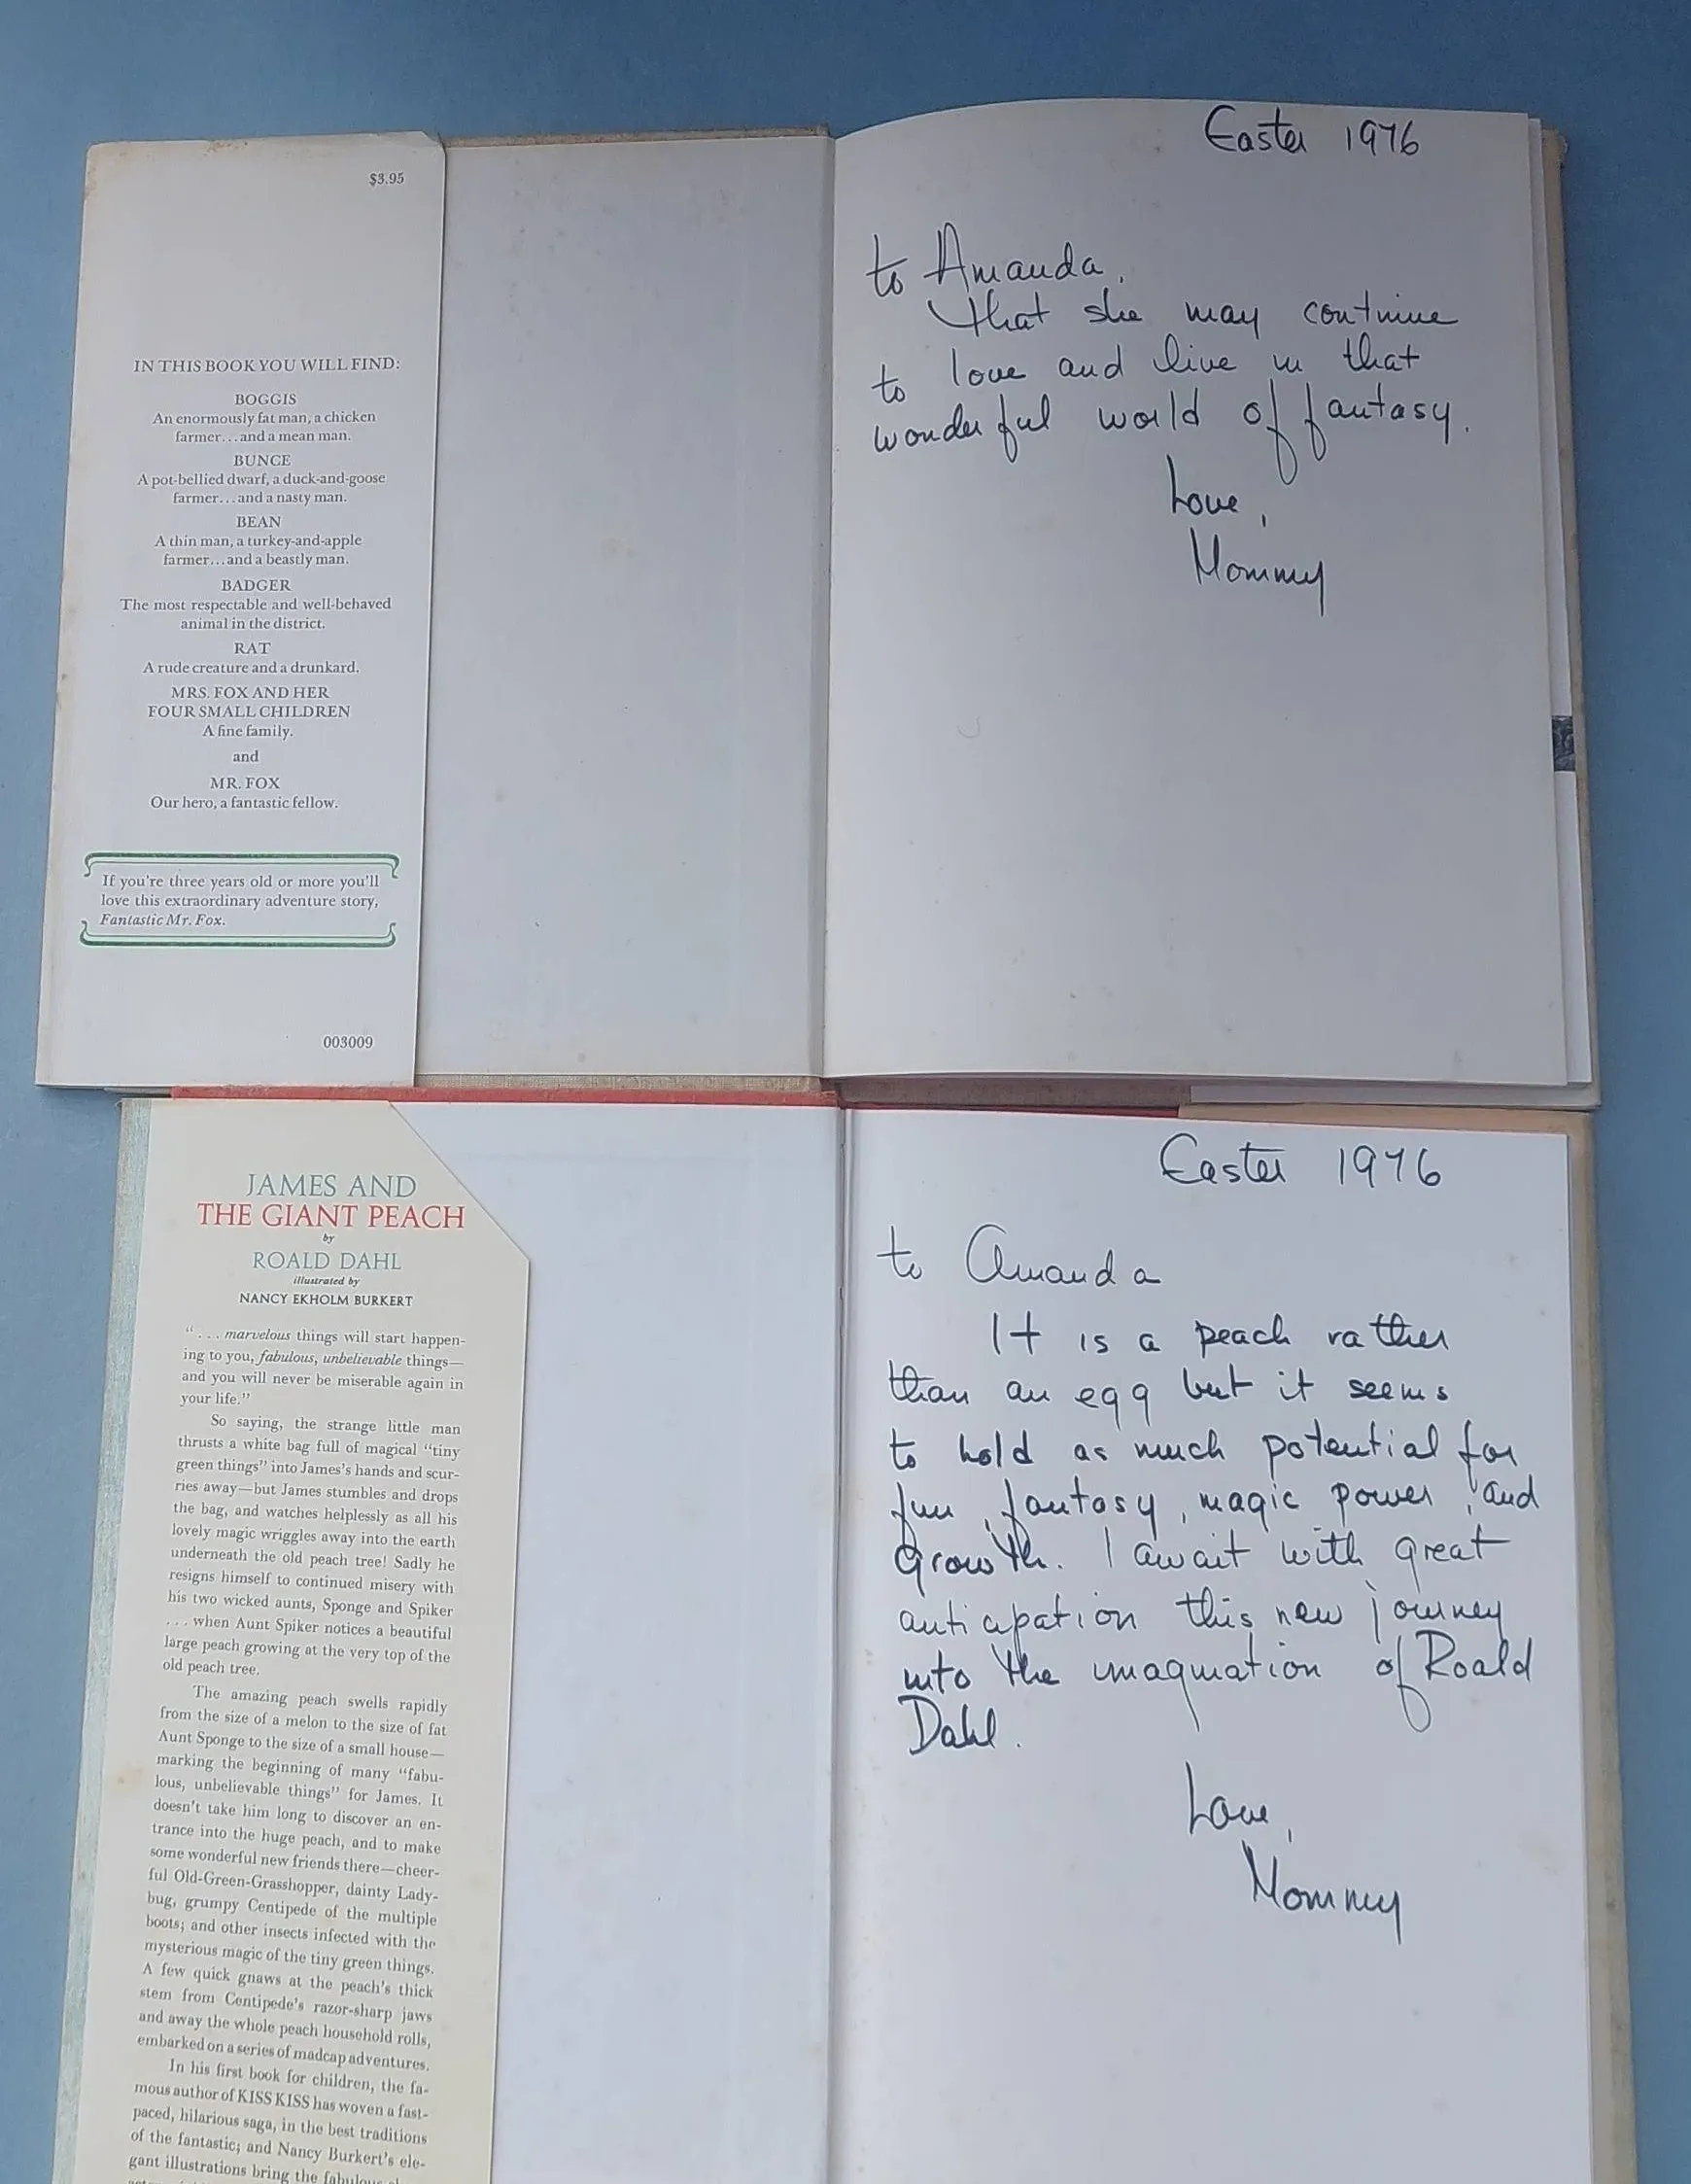 $3.95
IN THIS BOOK YOU WILL FIND:
BOGGIS
An enormously fat man, a chicken
farmer...and a mean man.
BUNCE
A pot-bellied dwarf, a duck-and-goose
farmer...and a nasty man.
BEAN
A thin man, a turkey-and-apple
farmer...and a beastly man.
BADGER
The most respectable and well-behaved
animal in the district.
RAT
A rude creature and a drunkard.
MRS. FOX AND HER
FOUR SMALL CHILDREN
A fine family.
and
MR. FOX
Our hero, a fantastic fellow.
If you're three years old or more you'll
love this extraordinary adventure story,
Fantastic Mr. Fox.
003009
Easter 1976
to Amanda,
that she may continue
to love and live in that
wonderful world of fantasy.
Love,
Mommy
JAMES AND
THE GIANT PEACH
by
ROALD DAHL
illustrated by
NANCY EKHOLM BURKERT
"...marvelous things will start happen-
ing to you, fabulous, unbelievable things—
and you will never be miserable again in
your life."
So saying, the strange little man
thrusts a white bag full of magical "tiny
green things" into James's hands and scur-
ries away—but James stumbles and drops
the bag, and watches helplessly as all his
lovely magic wriggles away into the earth
underneath the old peach tree! Sadly he
resigns himself to continued misery with
his two wicked aunts, Sponge and Spiker
...when Aunt Spiker notices a beautiful
large peach growing at the very top of the
old peach tree.
The amazing peach swells rapidly
from the size of a melon to the size of fat
Aunt Sponge to the size of a small house—
marking the beginning of many "fabu-
lous, unbelievable things" for James. It
doesn't take him long to discover an en-
trance into the huge peach, and to make
some wonderful new friends there—cheer-
ful Old-Green-Grasshopper, dainty Lady-
bug, grumpy Centipede of the multiple
boots; and other insects infected with the
mysterious magic of the tiny green things.
A few quick gnaws at the peach's thick
stem from Centipede's razor-sharp jaws
and away the whole peach household rolls,
embarked on a series of madcap adventures.
In his first book for children, the fa-
mous author of KISS KISS has woven a fast-
paced, hilarious saga, in the best traditions
of the fantastic; and Nancy Burkert's ele-
gant illustrations bring the
Easter 1976
to Amanda
It is a peach rather
than an egg but it seems
to hold as much potential for
fun, fantasy, magic power, and
growth. I await with great
anticipation this new journey
into the imagination of Roald
Dahl.
Love,
Mommy